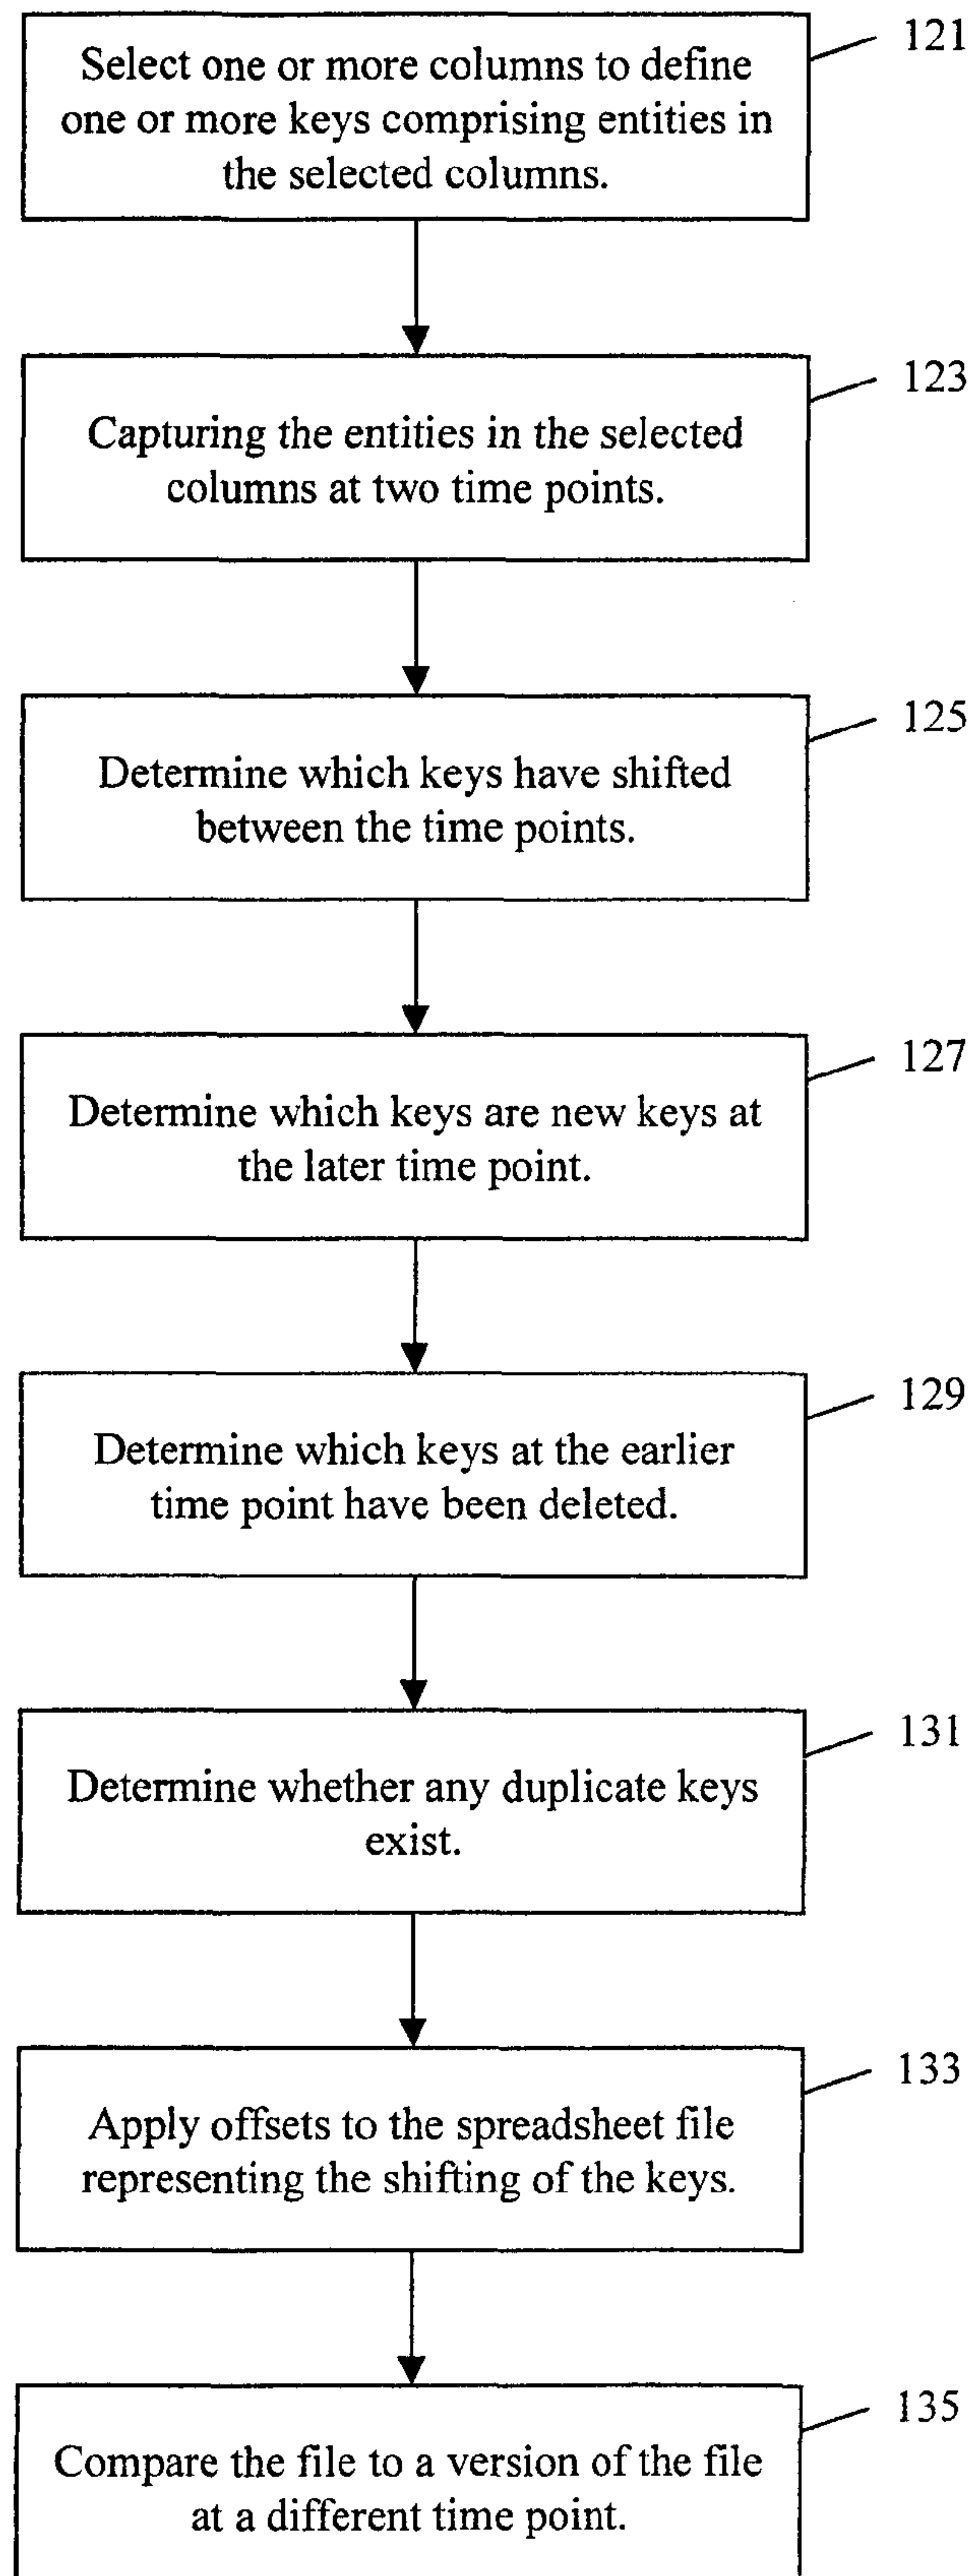 121
Select one or more columns to define
one or more keys comprising entities in
the selected columns.
123
Capturing the entities in the selected
columns at two time points.
125
Determine which keys have shifted
between the time points.
127
Determine which keys are new keys at
the later time point.
129
Determine which keys at the earlier
time point have been deleted.
131
Determine whether any duplicate keys
exist.
133
Apply offsets to the spreadsheet file
representing the shifting of the keys.
135
Compare the file to a version of the file
at a different time point.